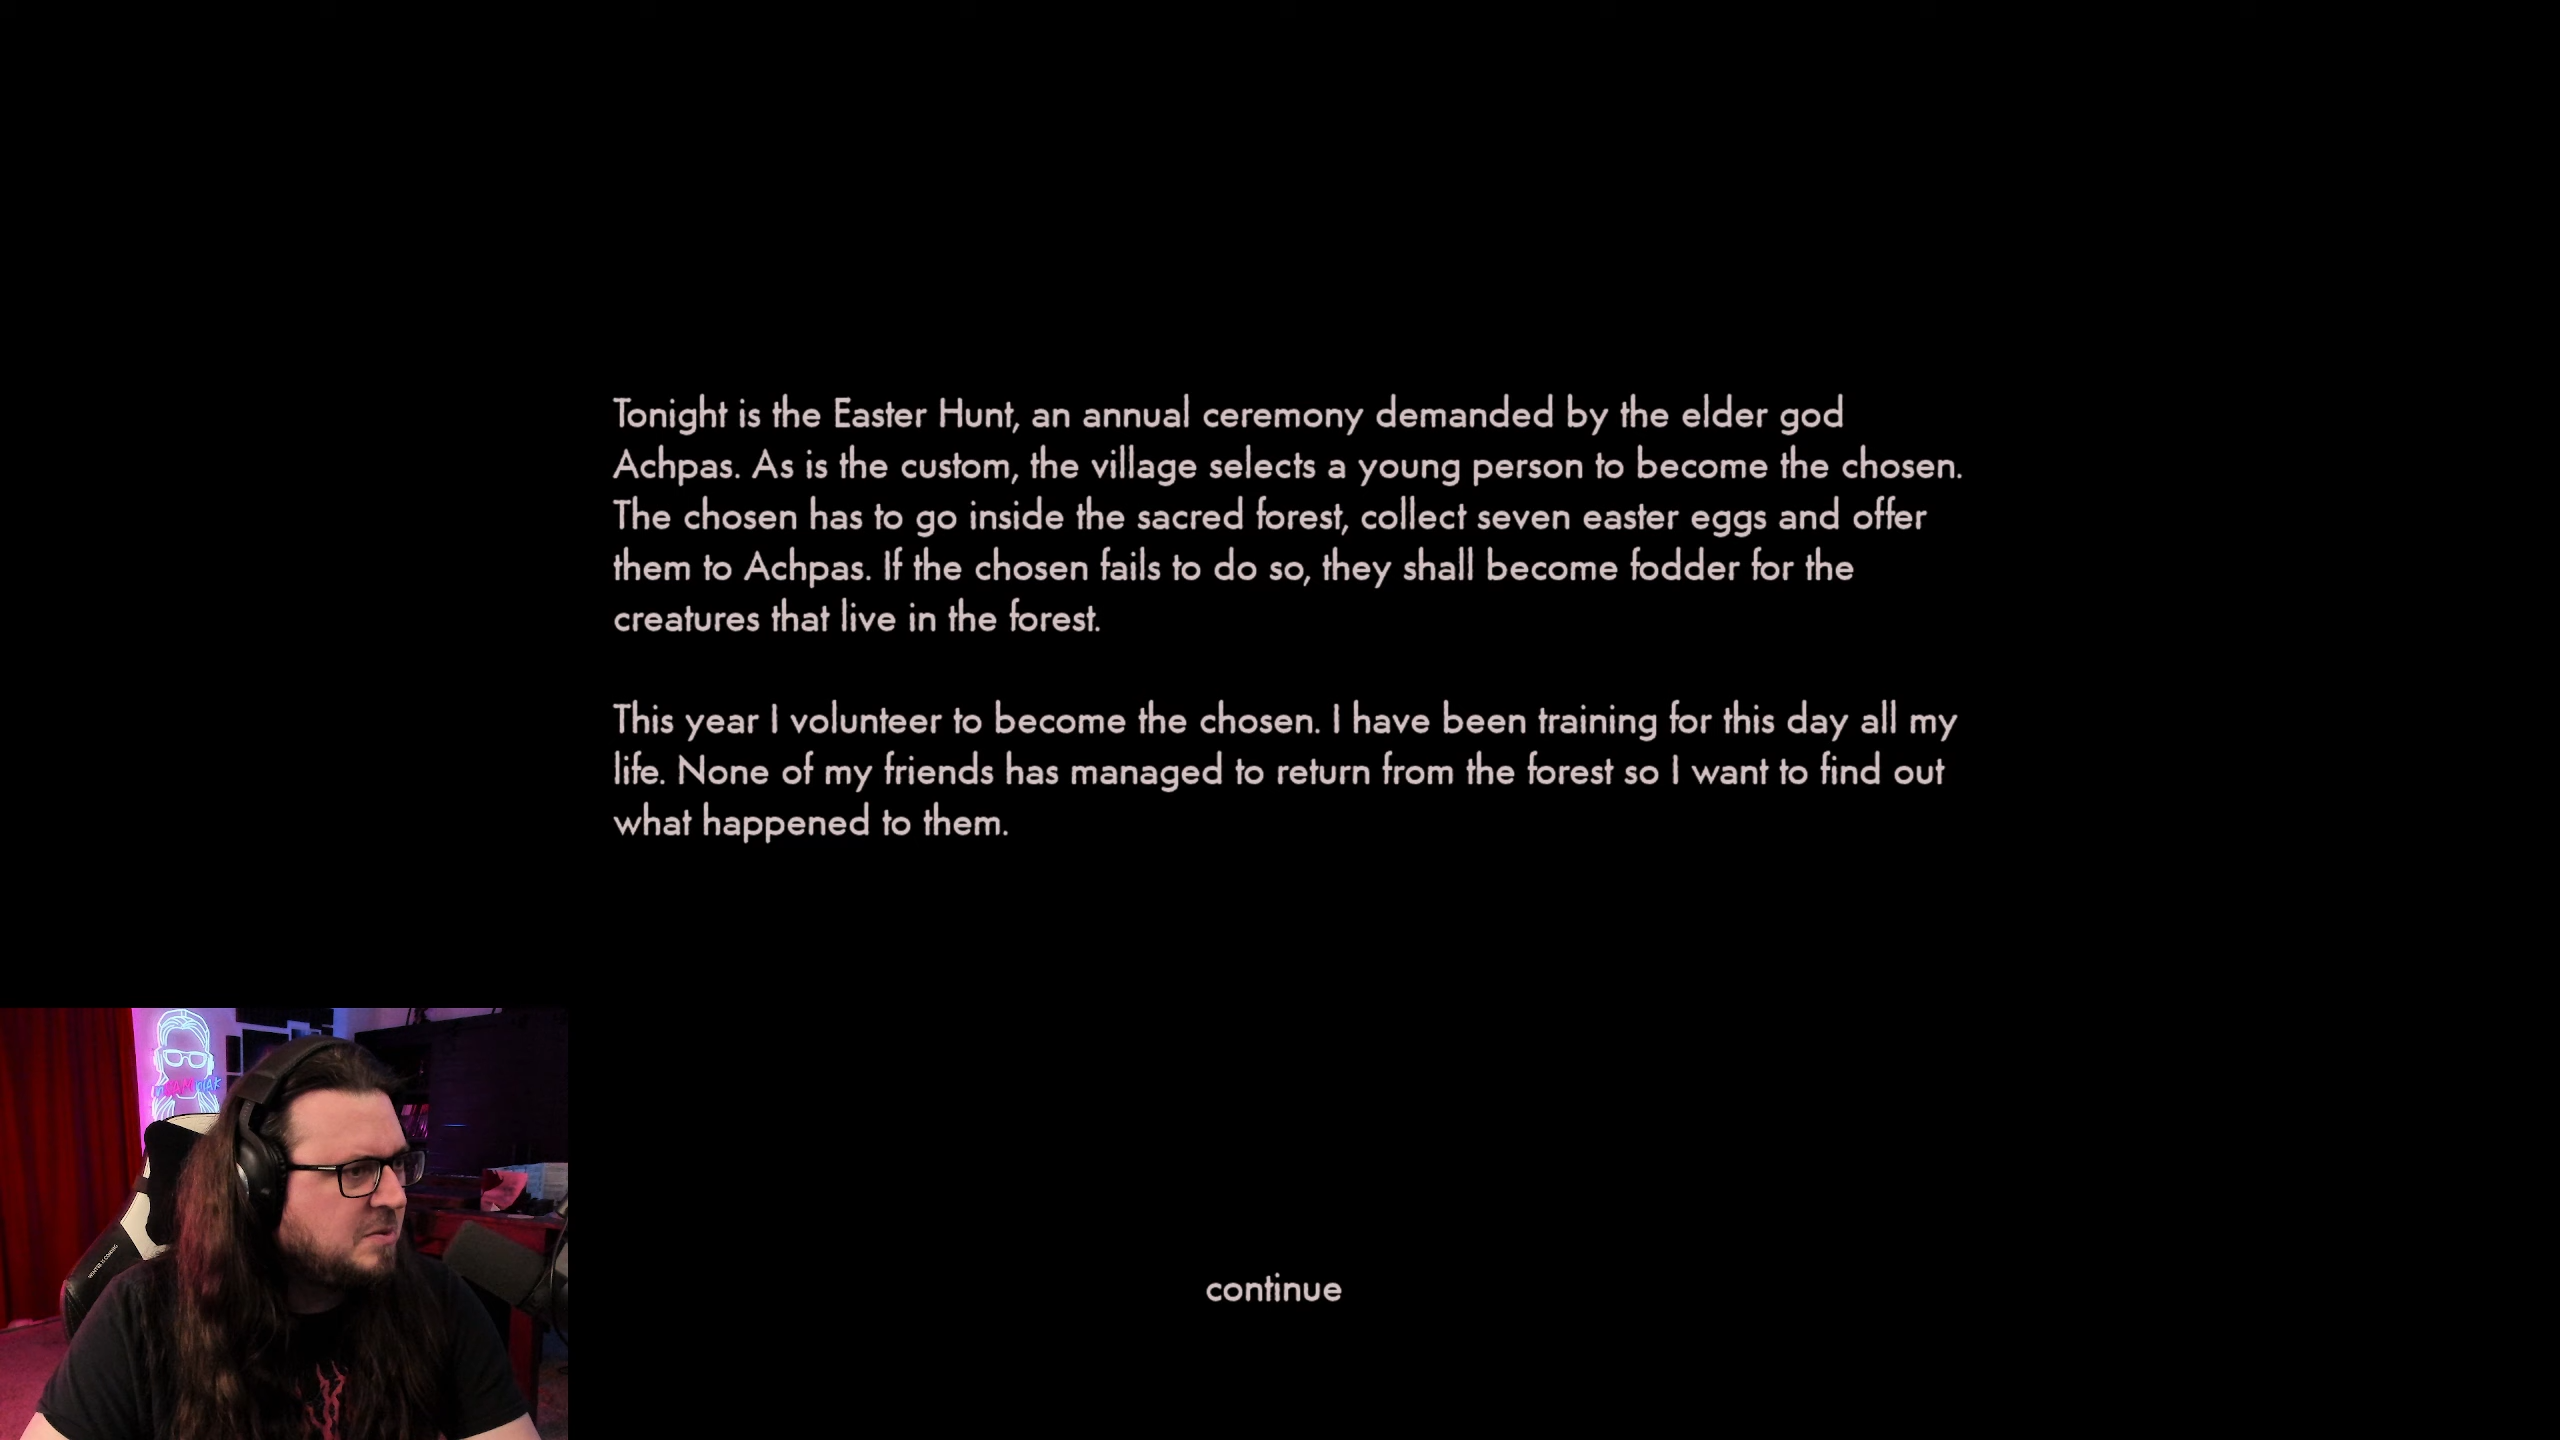 Tonight is the Easter Hunt, an annual ceremony demanded by the elder god
Achpas. As is the custom, the village selects a young person to become the chosen.
The chosen has to go inside the sacred forest, collect seven easter eggs and offer
them to Achpas. If the chosen fails to do so, they shall become fodder for the
creatures that live in the forest.
This year I volunteer to become the chosen. I have been training for this day all my
life. None of my friends has managed to return from the forest so I want to find out
what happened to them.
continue
WINTER IS COMING